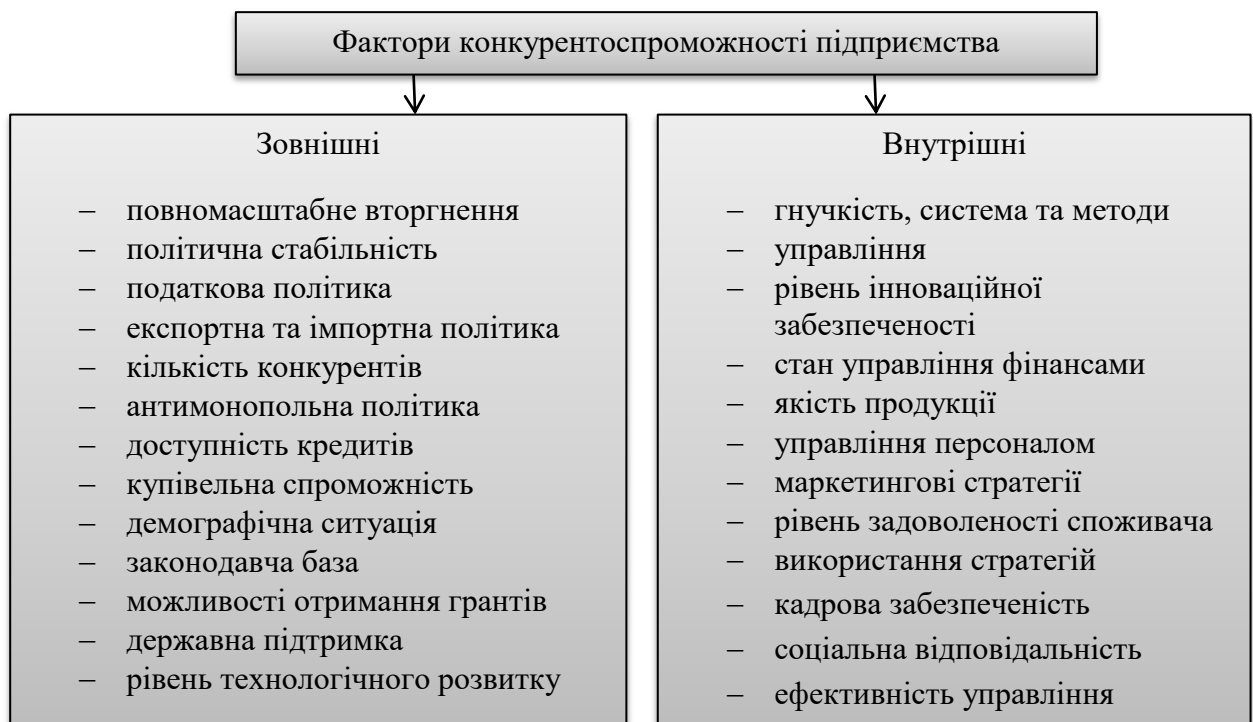 Фактори конкурентоспроможності підприємства
Зовнішні
– повномасштабне вторгнення
– політична стабільність
– податкова політика
– експортна та імпортна політика
– кількість конкурентів
– антимонопольна політика
– доступність кредитів
– купівельна спроможність
– демографічна ситуація
– законодавча база
– можливості отримання грантів
– державна підтримка
– рівень технологічного розвитку
Внутрішні
– гнучкість, система та методи
– управління
– рівень інноваційної
забезпеченості
– стан управління фінансами
– якість продукції
– управління персоналом
– маркетингові стратегії
– рівень задоволеності споживача
– використання стратегій
– кадрова забезпеченість
– соціальна відповідальність
– ефективність управління